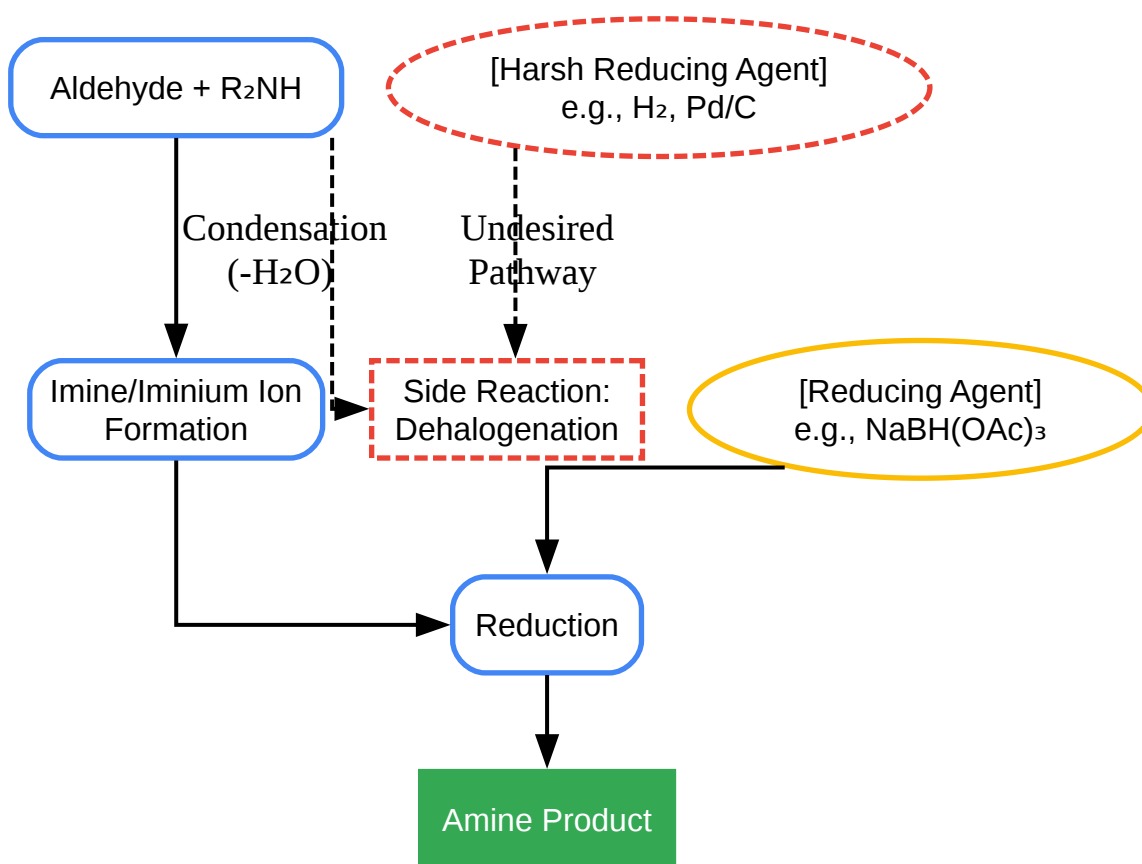 Aldehyde + R₂NH
[Harsh Reducing Agent]
e.g., H₂, Pd/C
Condensation
(-H₂O)
Undesired
Pathway
Imine/Iminium Ion
Formation
Side Reaction:
Dehalogenation
[Reducing Agent]
e.g., NaBH(OAc)₃
Reduction
Amine Product